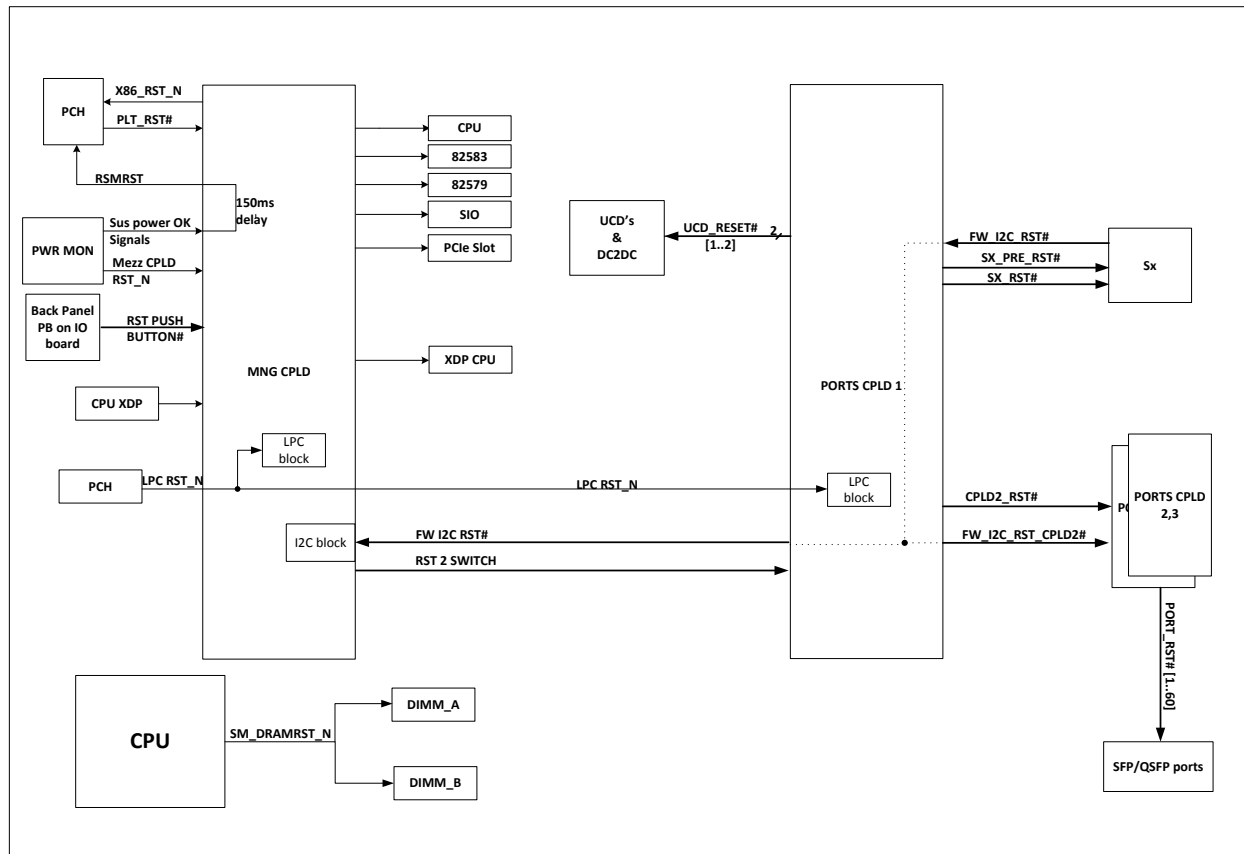 X86_RST_N
PCH
PLT_RST#
RSMRST
150ms
delay
Sus power OK
Signals
PWR MON
Mezz CPLD
RST_N
Back Panel
PB on IO
board
RST PUSH
BUTTON#
CPU XDP
PCH
LPC RST_N
MNG CPLD
LPC
block
I2C block
CPU
82583
82579
SIO
PCIe Slot
XDP CPU
LPC RST_N
FW I2C RST#
RST 2 SWITCH
UCD's
&
DC2DC
UCD_RESET#
2
[1..2]
PORTS CPLD 1
LPC
block
FW_I2C_RST#
SX_PRE_RST#
SX_RST#
Sx
CPLD2_RST#
FW_I2C_RST_CPLD2#
PORTS CPLD
2,3
PORT_RST# [1..60]
SFP/QSFP ports
CPU
SM_DRAMRST_N
DIMM_A
DIMM_B